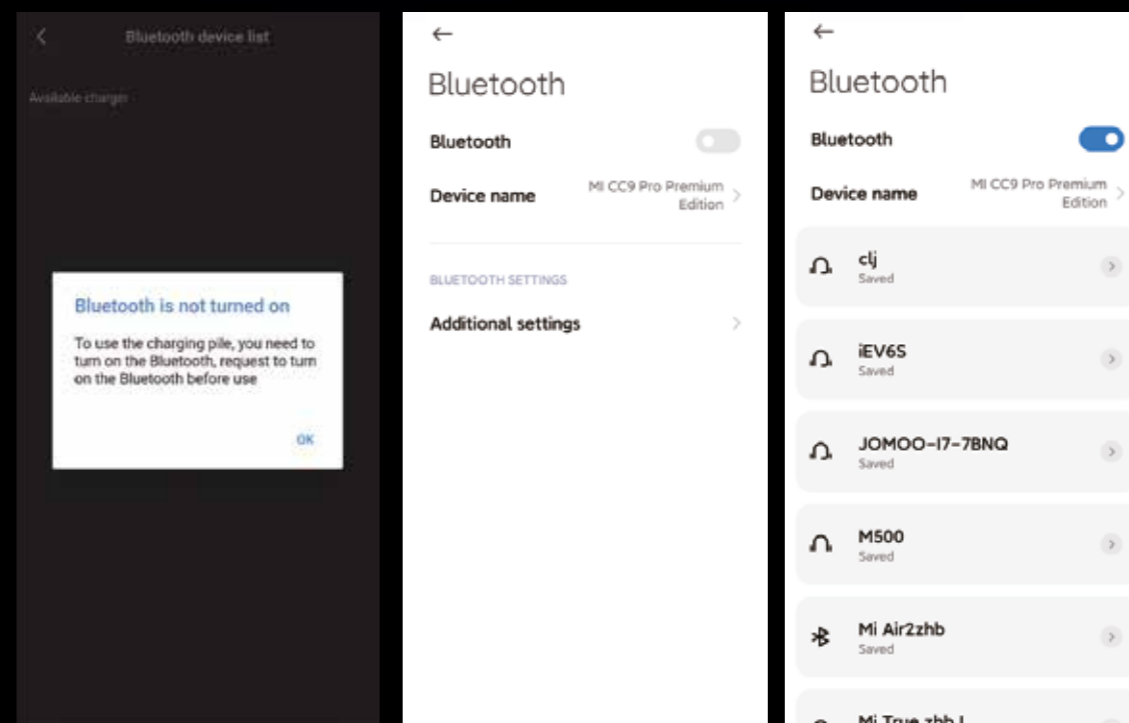 Bluetooth device list
Available charger
Bluetooth is not turned on
To use the charging pile, you need to
turn on the Bluetooth, request to turn
on the Bluetooth before use
OK
Bluetooth
Bluetooth
Device name
MI CC9 Pro Premium
Edition
BLUETOOTH SETTINGS
Additional settings
Bluetooth
Bluetooth
Device name
MI CC9 Pro Premium
Edition
clj
Saved
iEV6S
Saved
JOMOO-I7-7BNQ
Saved
M500
Saved
Mi Air2zhb
Saved
Mi True zhb